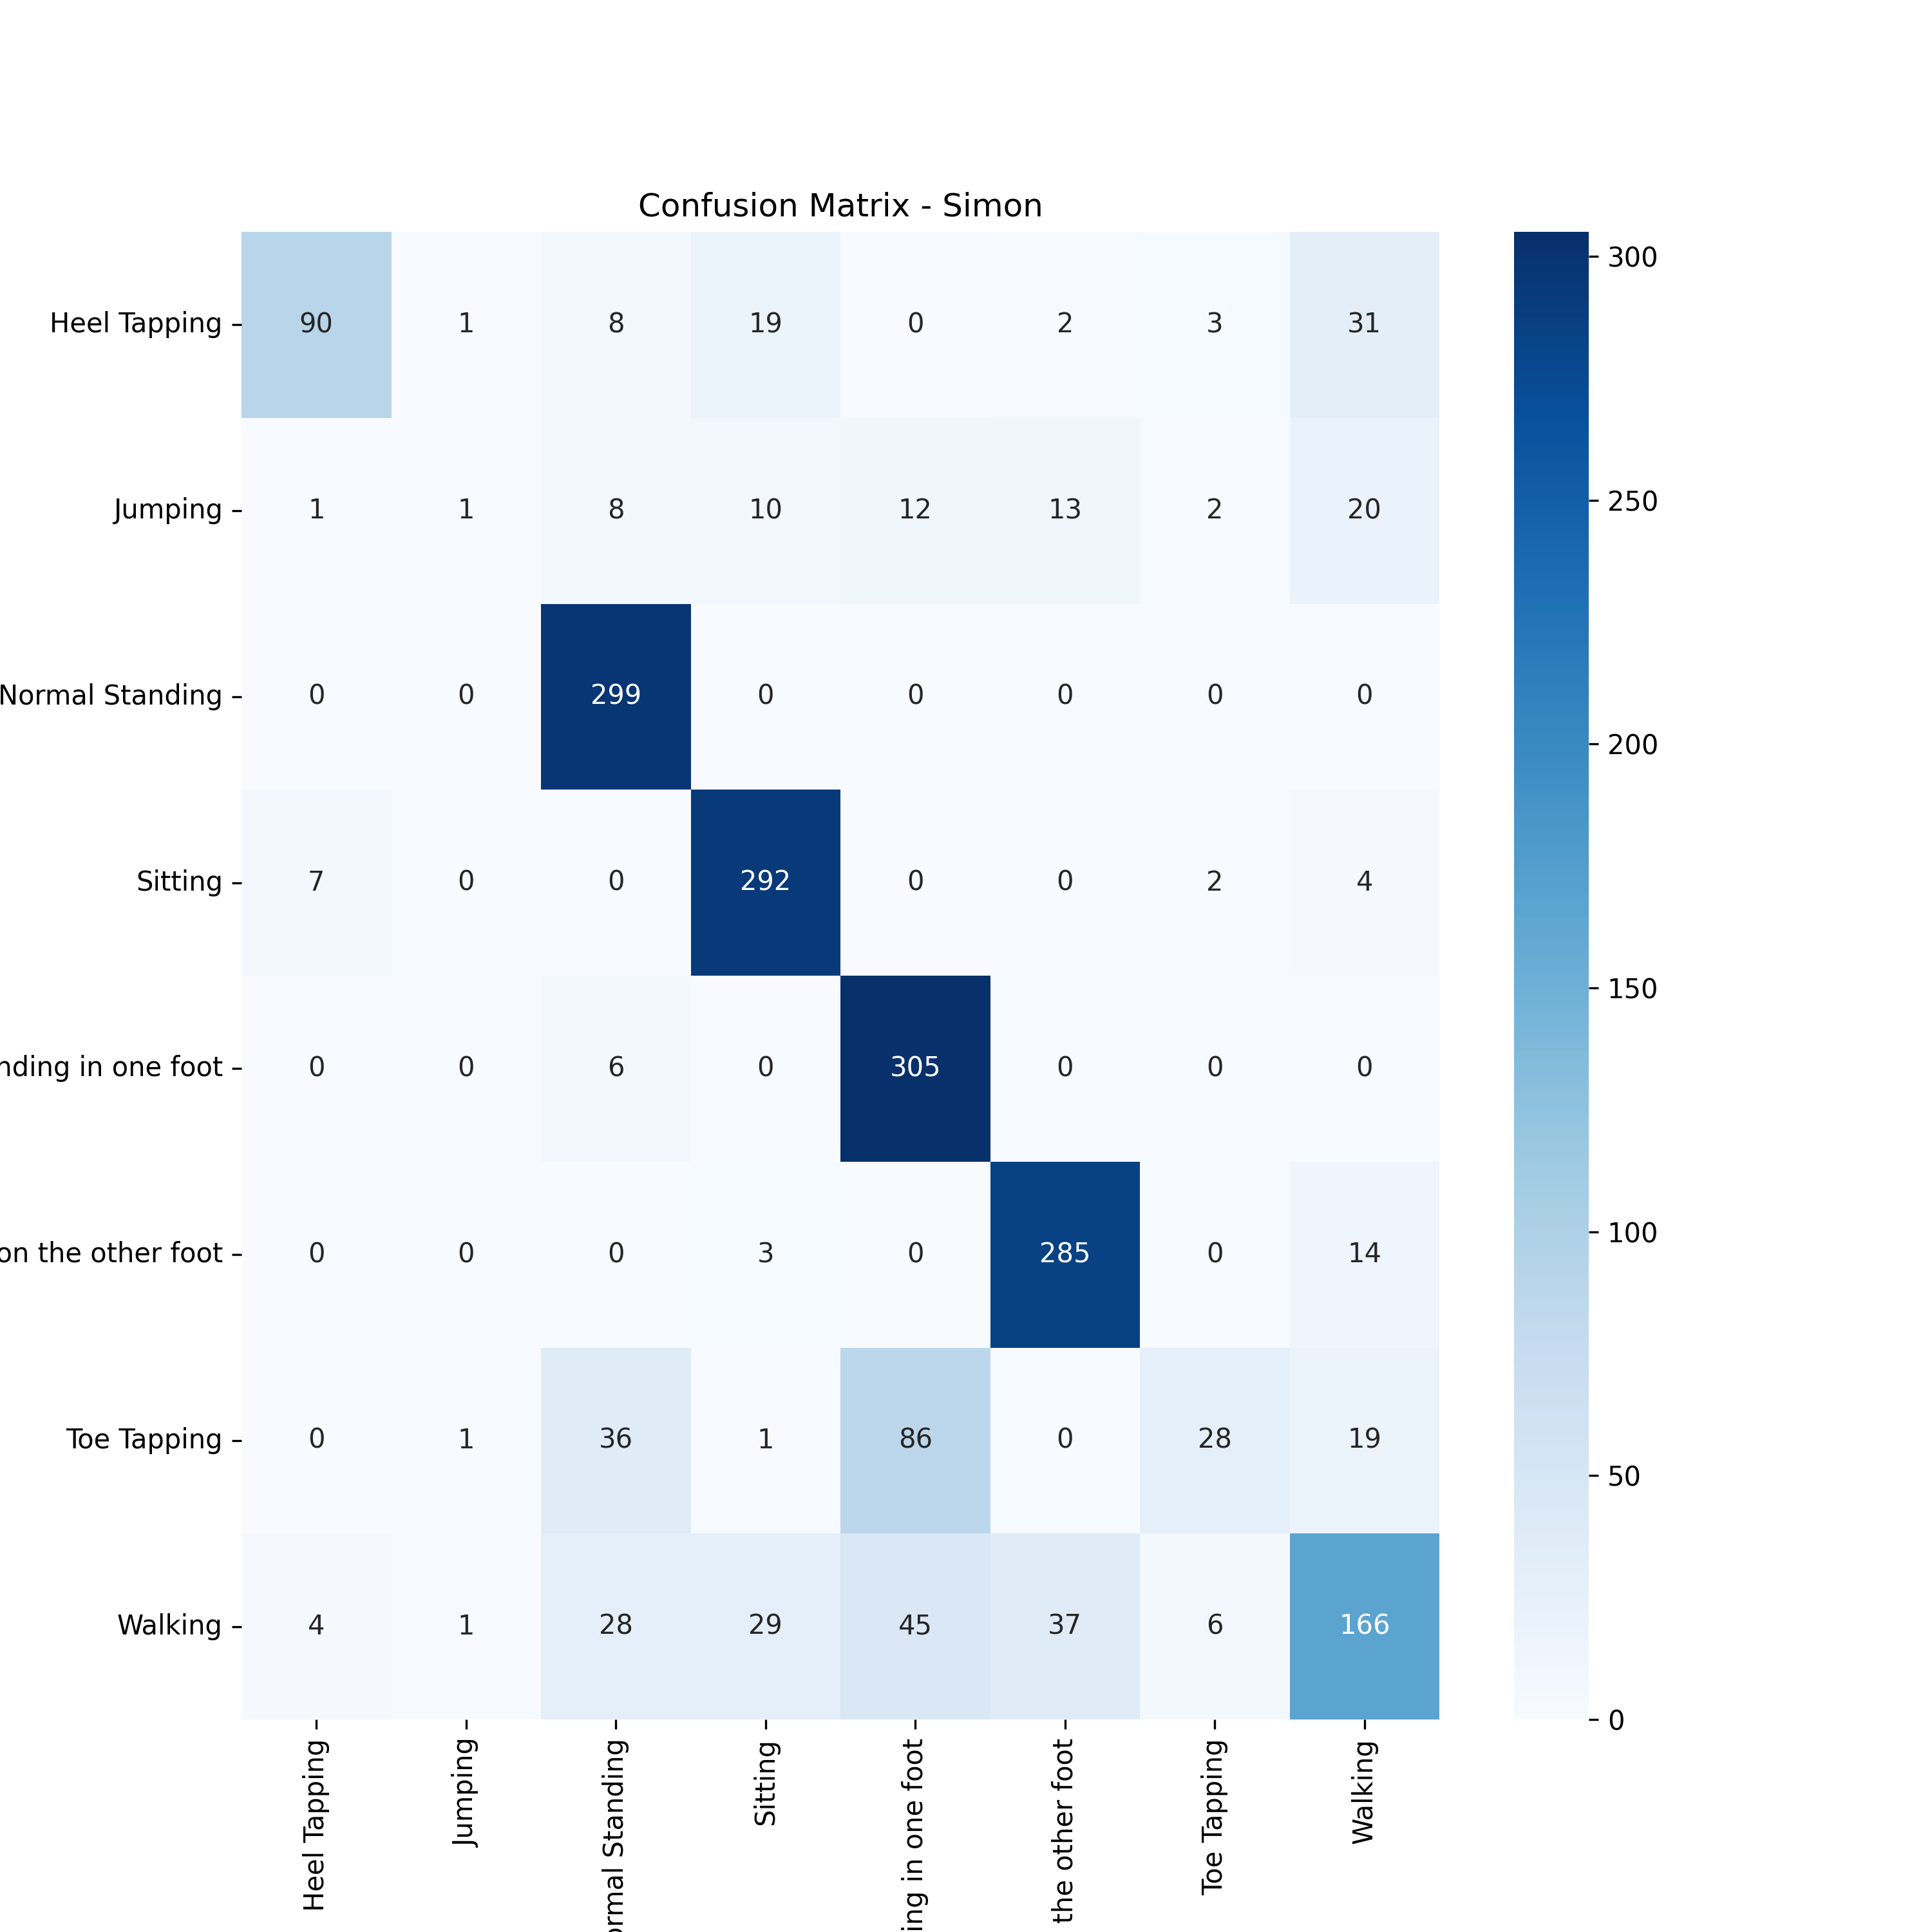 Confusion Matrix - Simon
Heel Tapping 90 1 8 19 0 2 3 31
Jumping 1 1 8 10 12 13 2 20
Normal Standing 0 0 299 0 0 0 0 0
Sitting 7 0 0 292 0 0 2 4
nding in one foot 0 0 6 0 305 0 0 0
on the other foot 0 0 0 3 0 285 0 14
Toe Tapping 0 1 36 1 86 0 28 19
Walking 4 1 28 29 45 37 6 166
300
250
200
150
100
50
0
Heel Tapping
Jumping
ormal Standing
Sitting
ing in one foot
the other foot
Toe Tapping
Walking